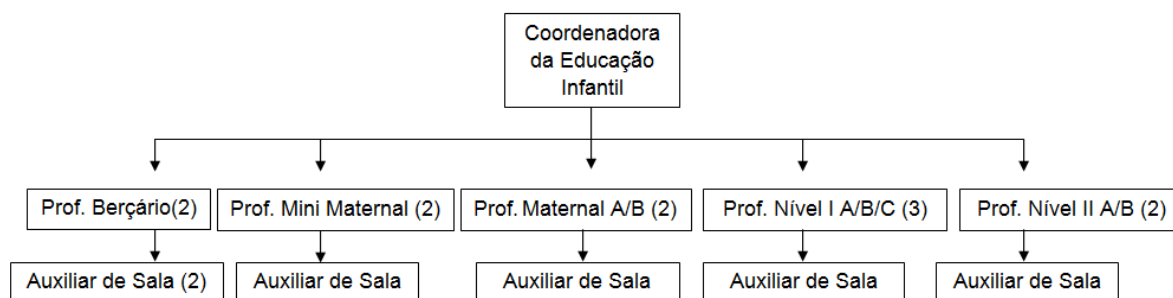 Coordenadora
da Educação
Infantil
Prof. Berçário(2)
Prof. Mini Maternal (2)
Prof. Maternal A/B (2)
Prof. Nível I A/B/C (3)
Prof. Nível II A/B (2)
Auxiliar de Sala (2)
Auxiliar de Sala
Auxiliar de Sala
Auxiliar de Sala
Auxiliar de Sala